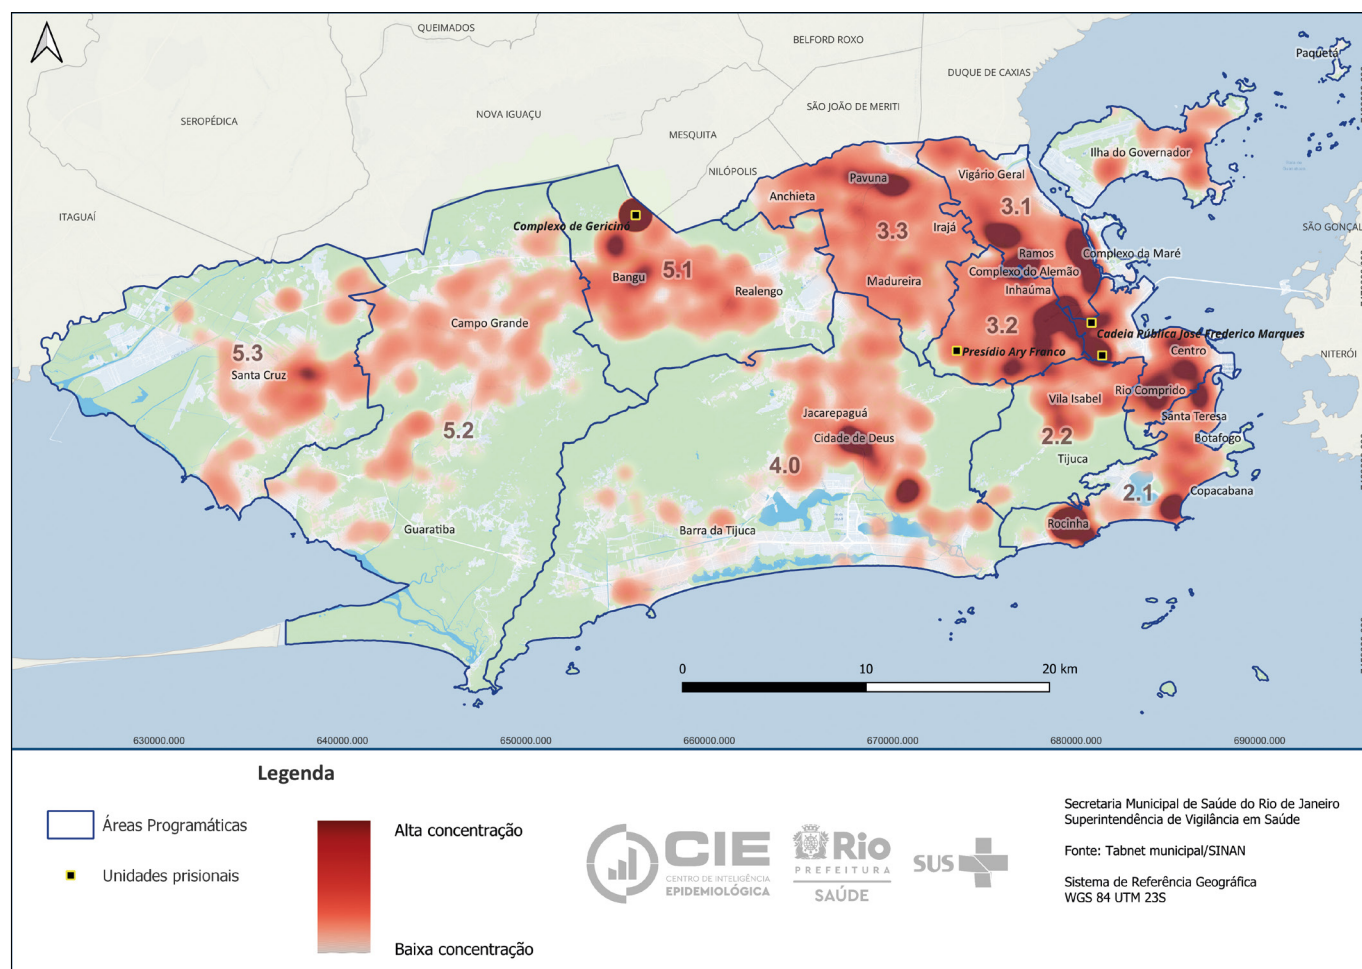 QUEIMADOS
BELFORD ROXO
Paquetá
DUQUE DE CAXIAS
SEROPÉDICA
NOVA IGUAÇU
SÃO JOÃO DE MERITI
MESQUITA
NILÓPOLIS
Ilha do Governador
Vigário Geral
Pavuna
Anchieta
ITAGUAÍ
3.1
Complexo de Gericinó
3.3
Irajá
SÃO GONÇAL
Ramos
Complexo da Maré
5.1
Complexo do Alemão
Bangu
Madureira
Inhaúma
Realengo
Campo Grande
3.2
Cadeia Pública José Frederico Marques
5.3
Presídio Ary Franco
Centro
NITERÓI
Santa Cruz
Rio Comprido
Vila Isabel
Jacarepaguá
Santa Teresa
5.2
Cidade de Deus
2.2
Botafogo
Tijuca
4.0
2.1
Copacabana
Guaratiba
Barra da Tijuca
Rocinha
0 10 20 km
630000.000 640000.000 650000.000 660000.000 670000.000 680000.000 690000.000
Legenda
Áreas Programáticas
Unidades prisionais
Alta concentração
Baixa concentração
CIE
CENTRO DE INTELIGÊNCIA
EPIDEMIOLÓGICA
Rio
PREFEITURA
SAÚDE
SUS
Secretaria Municipal de Saúde do Rio de Janeiro
Superintendência de Vigilância em Saúde
Fonte: Tabnet municipal/SINAN
Sistema de Referência Geográfica
WGS 84 UTM 23S